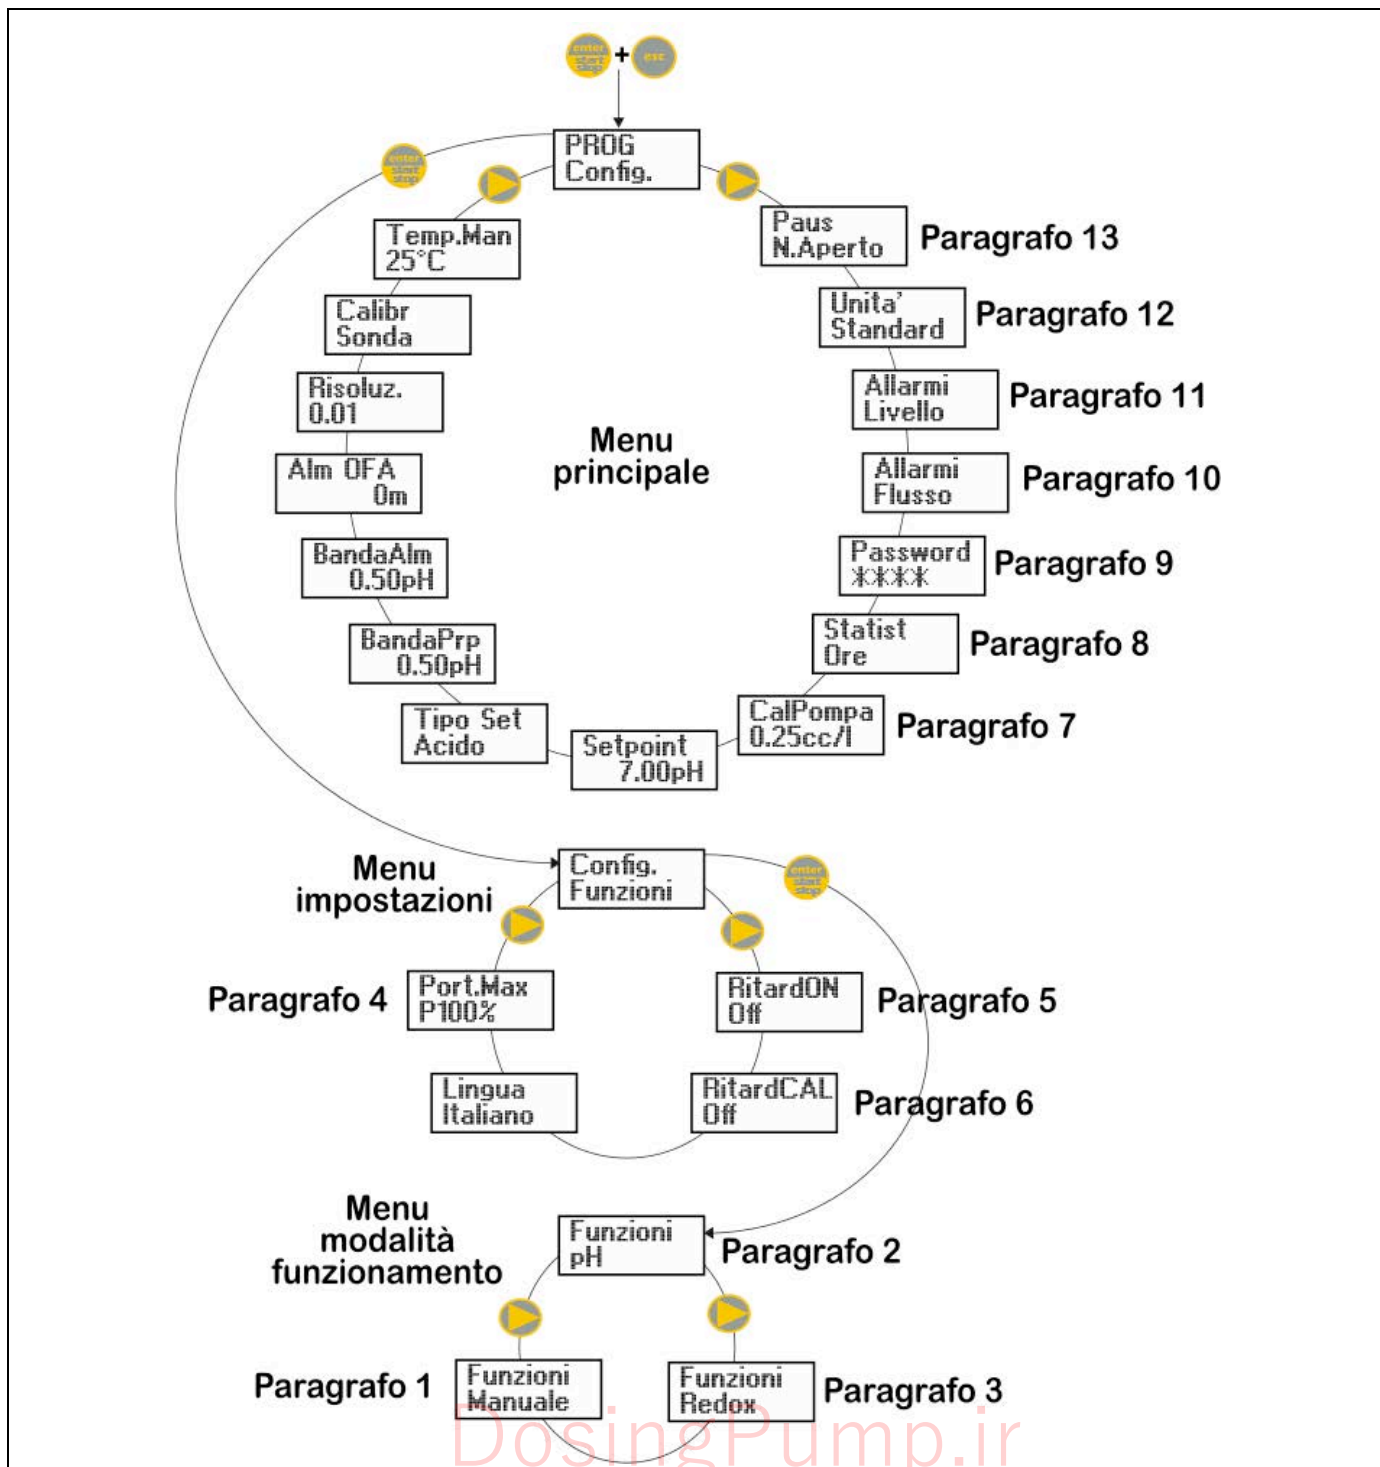 enter
start
stop
+
esc
PROG
Config.
enter
start
stop
Paus
N.Aperto
Paragrafo 13
Temp.Man
25°C
Unita'
Standard
Paragrafo 12
Calibr
Sonda
Allarmi
Livello
Paragrafo 11
Risoluz.
0.01
Menu
principale
Allarmi
Flusso
Paragrafo 10
Alm OFA
0m
Password
****
Paragrafo 9
BandaAlm
0.50pH
Statist
Ore
Paragrafo 8
BandaPrp
0.50pH
CalPompa
0.25cc/l
Paragrafo 7
Tipo Set
Acido
Setpoint
7.00pH
Menu
impostazioni
Config.
Funzioni
enter
start
stop
Paragrafo 4
Port.Max
P100%
RitardON
Off
Paragrafo 5
Lingua
Italiano
RitardCAL
Off
Paragrafo 6
Menu
modalità
funzionamento
Funzioni
pH
Paragrafo 2
Paragrafo 1
Funzioni
Manuale
Funzioni
Redox
Paragrafo 3
DosingPump.ir